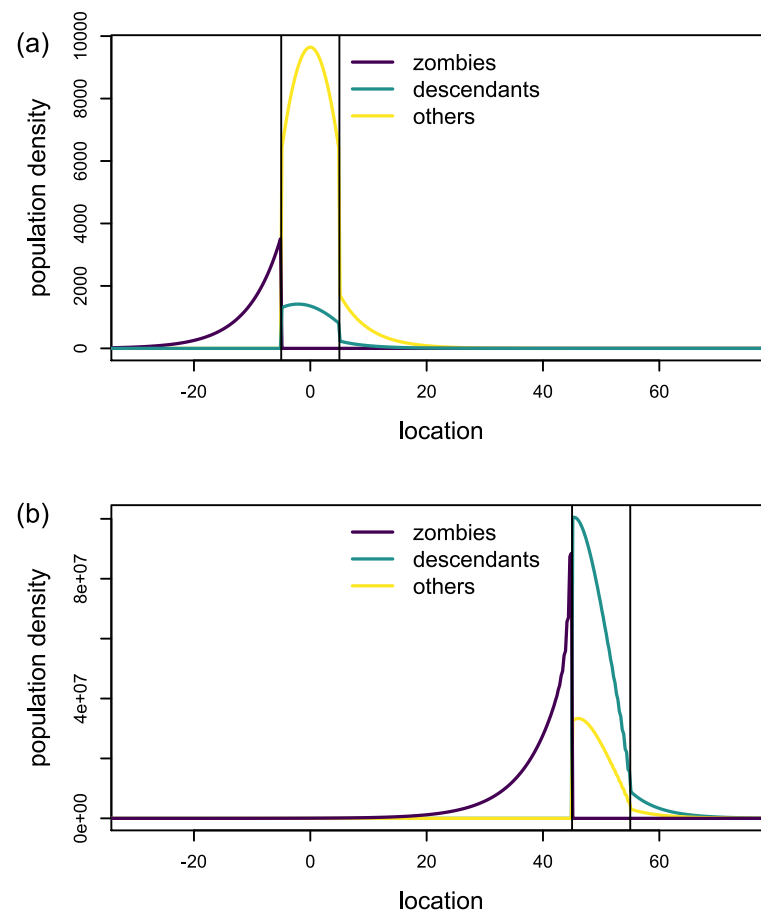 (a)
population density
10000
8000
6000
4000
2000
0
zombies
descendants
others
-20 0 20 40 60
location
(b)
population density
8e+07
4e+07
0e+00
zombies
descendants
others
-20 0 20 40 60
location